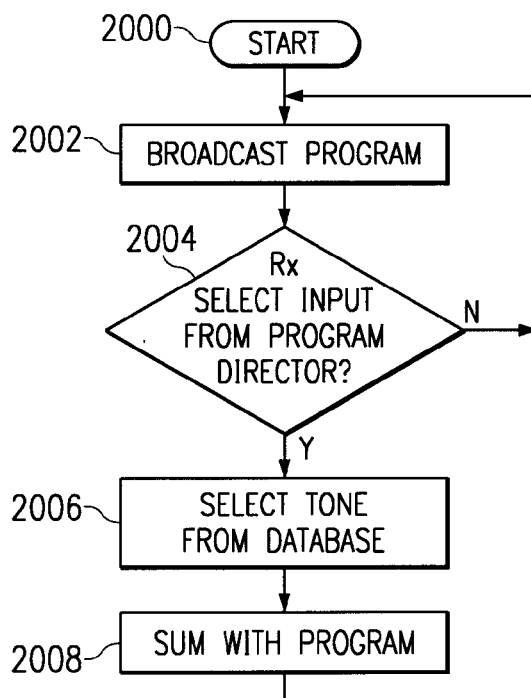 2000
START
2002
BROADCAST PROGRAM
2004
Rx
SELECT INPUT
FROM PROGRAM
DIRECTOR?
N
Y
2006
SELECT TONE
FROM DATABASE
2008
SUM WITH PROGRAM